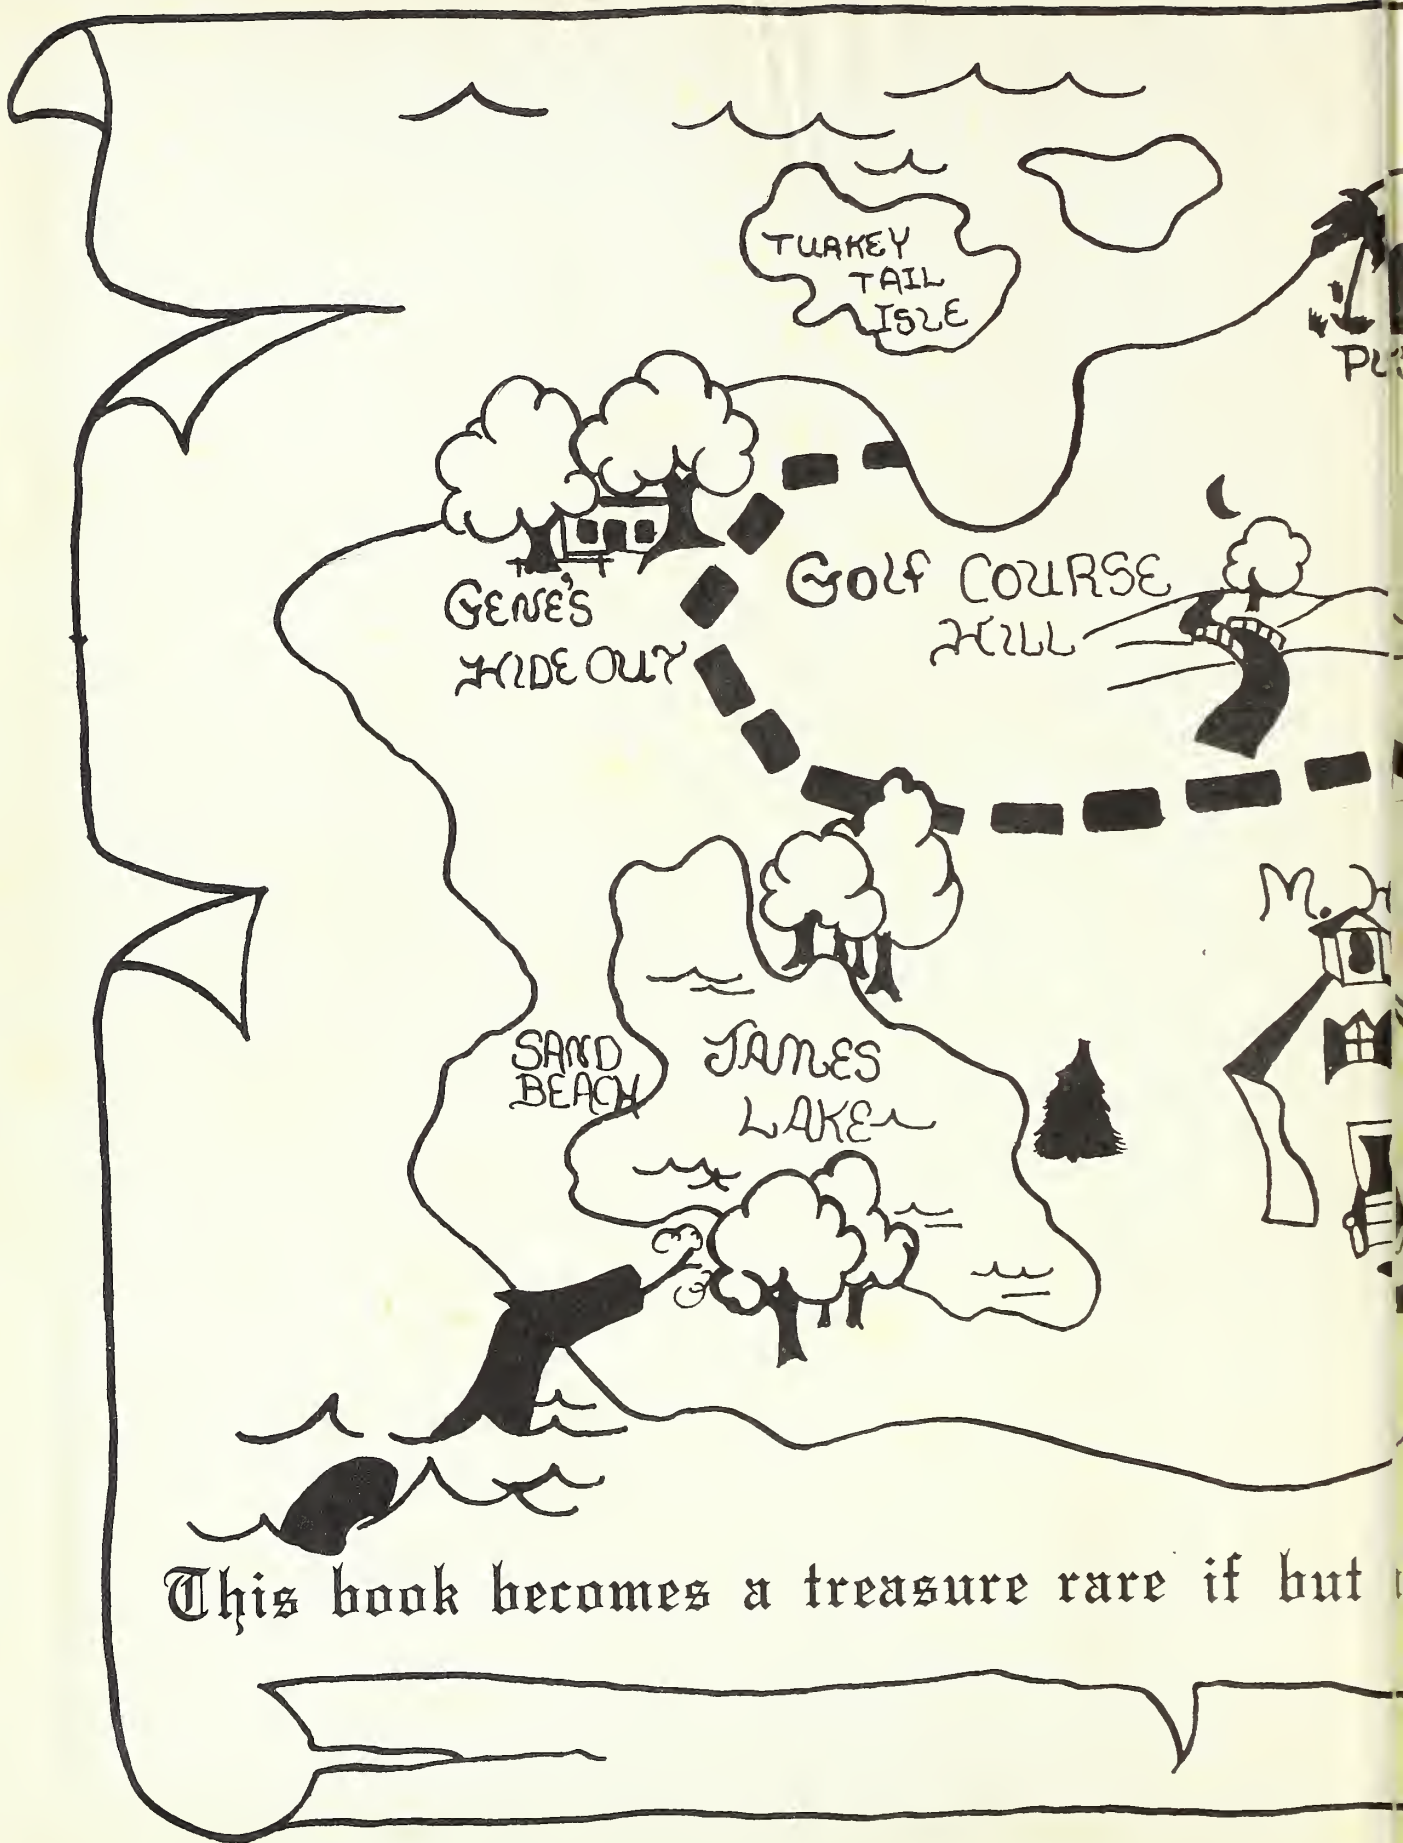 TURKEY
TAIL
ISLE
GENE'S
HIDE OUT
GOLF COURSE
HILL
M. H
SAND
BEACH
JAMES
LAKE
This book becomes a treasure rare if but